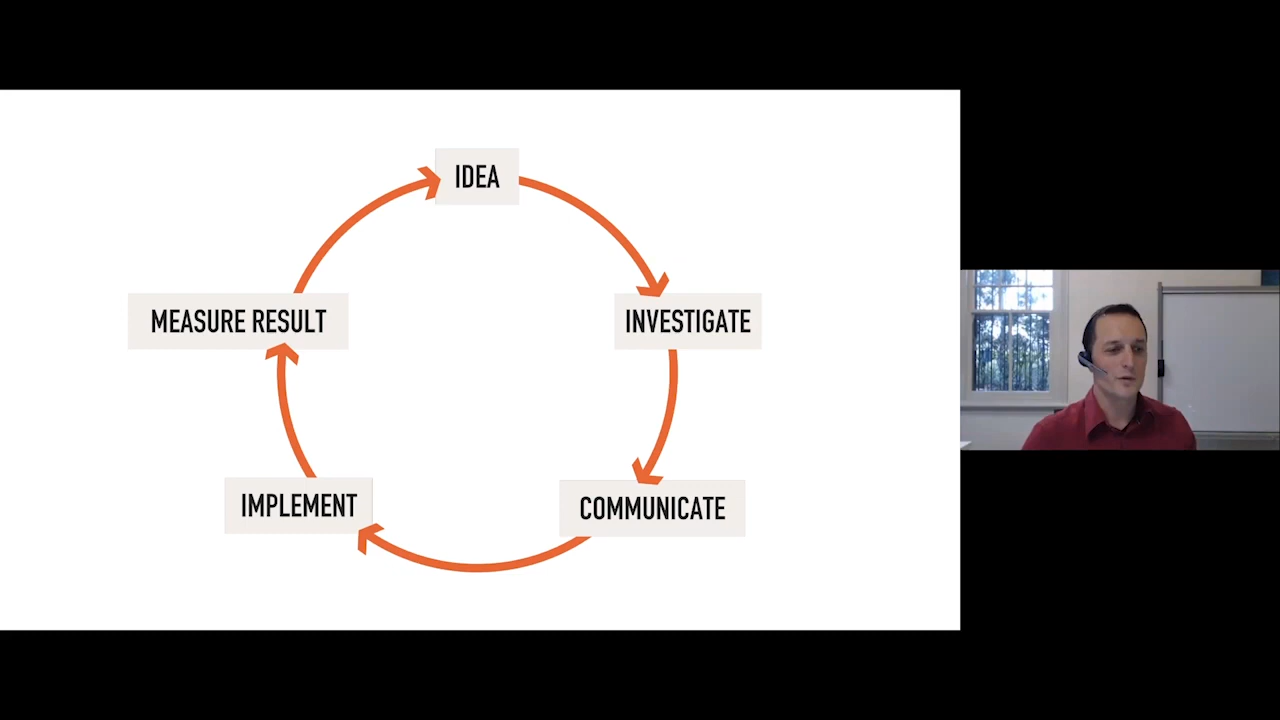 IDEA
INVESTIGATE
COMMUNICATE
IMPLEMENT
MEASURE RESULT